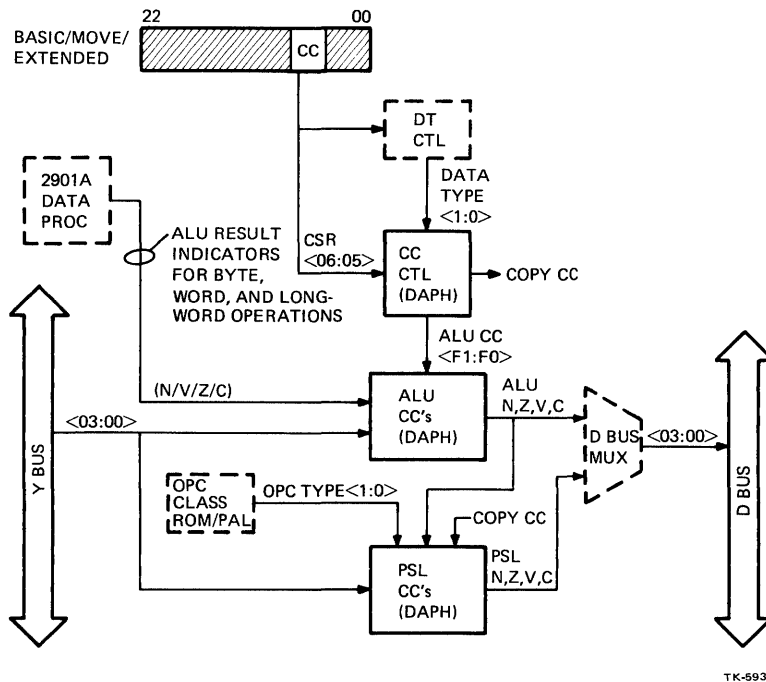 22 00
BASIC/MOVE/
EXTENDED
CC
DT
CTL
2901A
DATA
PROC
DATA
TYPE
<1:0>
ALU RESULT
INDICATORS
FOR BYTE,
WORD, AND LONG-
WORD OPERATIONS
CSR
<06:05>
CC
CTL
(DAPH)
COPY CC
ALU CC
<F1:F0>
(N/V/Z/C)
ALU
CC's
(DAPH)
ALU
N,Z,V,C
<03:00>
D BUS
MUX
<03:00>
Y BUS
D BUS
OPC
CLASS
ROM/PAL
OPC TYPE<1:0>
COPY CC
PSL
CC's
(DAPH)
PSL
N,Z,V,C
TK-593